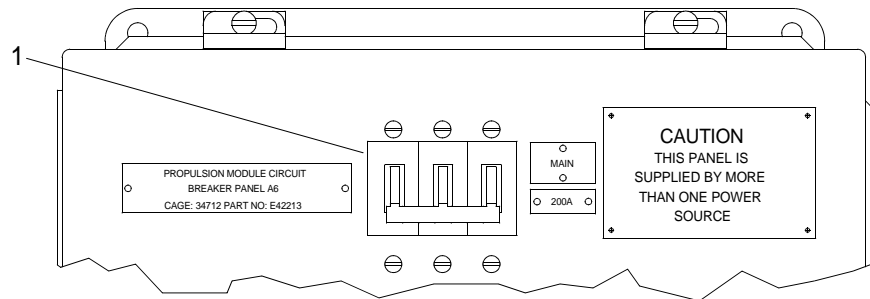 1
PROPULSION MODULE CIRCUIT
BREAKER PANEL A6
CAGE: 34712 PART NO: E42213
MAIN
200A
CAUTION
THIS PANEL IS
SUPPLIED BY MORE
THAN ONE POWER
SOURCE